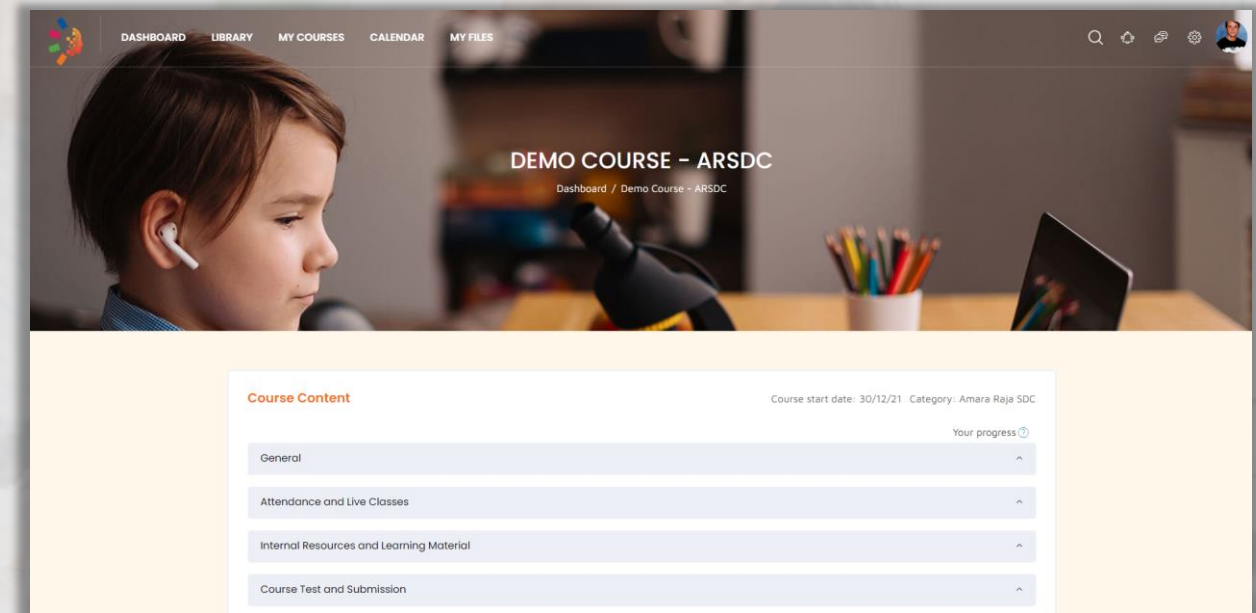 DASHBOARD LIBRARY MY COURSES CALENDAR MY FILES
DEMO COURSE - ARSDC
Dashboard / Demo Course - ARSDC
Course Content
Course start date: 30/12/21 Category: Amara Raja SDC
Your progress
General
Attendance and Live Classes
Internal Resources and Learning Material
Course Test and Submission